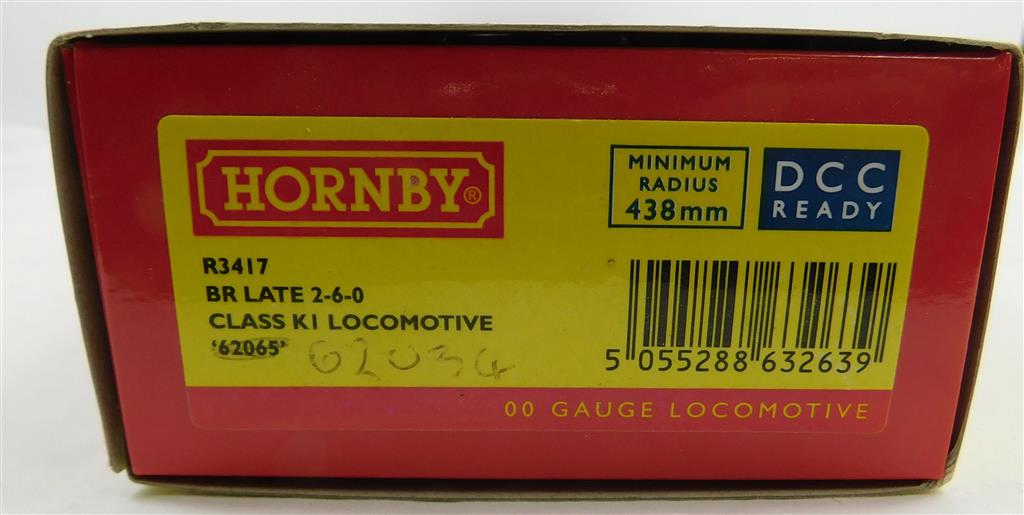 HORNBY®
MINIMUM
RADIUS
438mm
DCC
READY
R3417
BR LATE 2-6-0
CLASS K1 LOCOMOTIVE
'62065' 62034
5 055288 632639
00 GAUGE LOCOMOTIVE